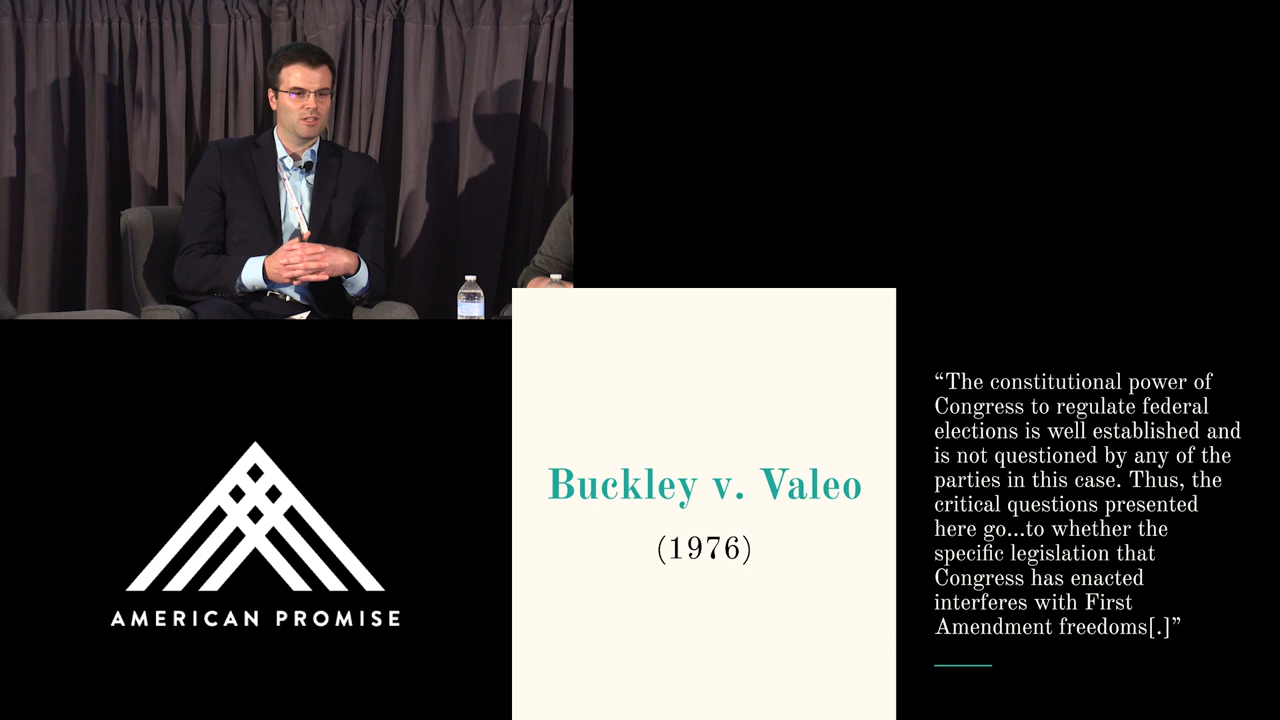 AMERICAN PROMISE
Buckley v. Valeo
(1976)
“The constitutional power of
Congress to regulate federal
elections is well established and
is not questioned by any of the
parties in this case. Thus, the
critical questions presented
here go...to whether the
specific legislation that
Congress has enacted
interferes with First
Amendment freedoms[.]”